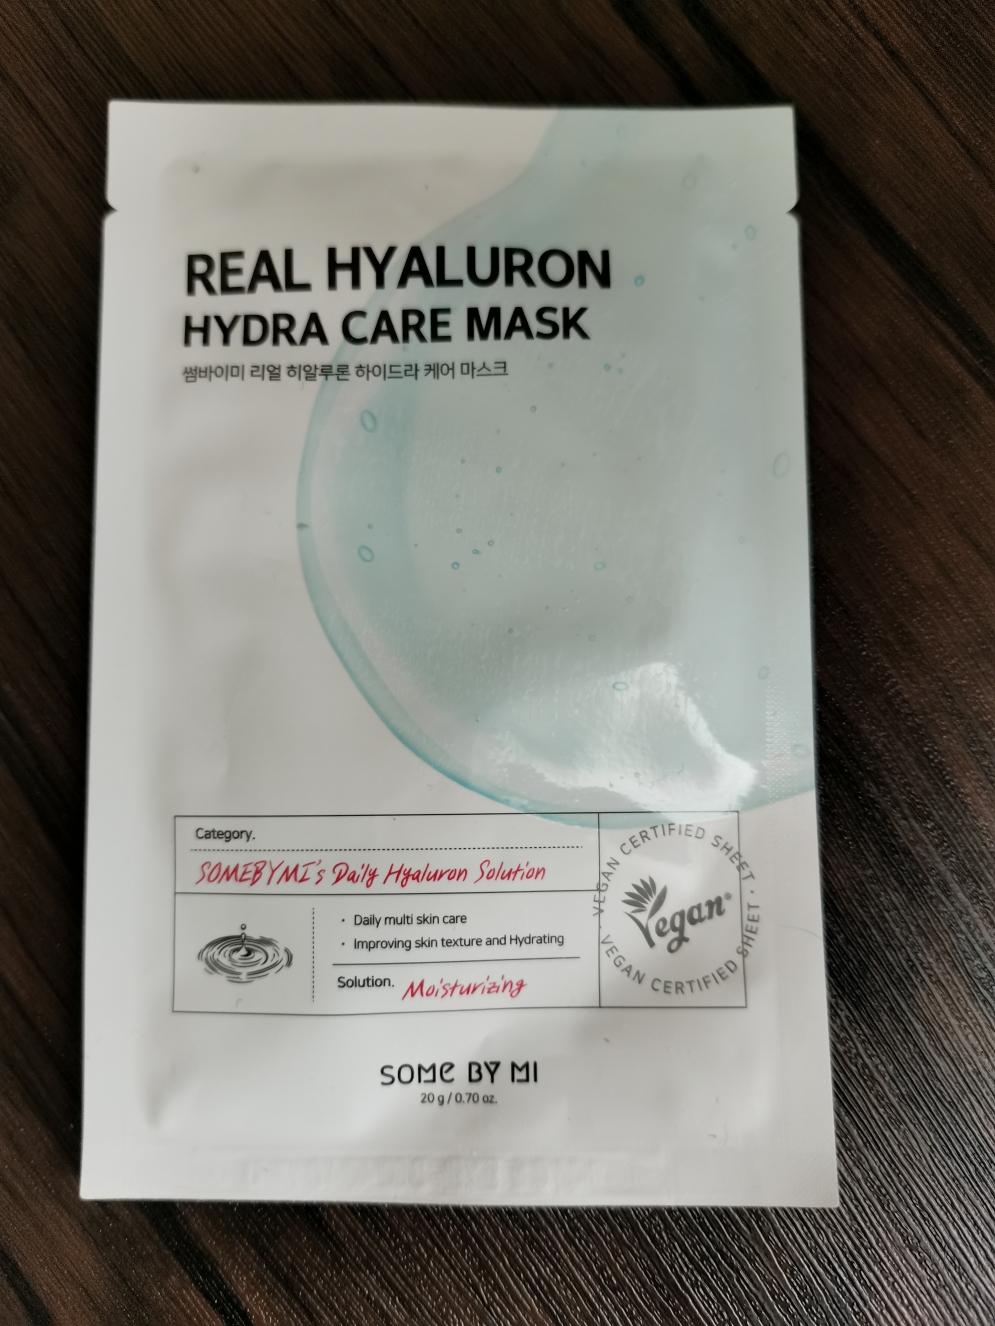 REAL HYALURON
HYDRA CARE MASK
썸바이미 리얼 히알루론 하이드라 케어 마스크
Category.
SOMEBYMI's Daily Hyaluron Solution
· Daily multi skin care
· Improving skin texture and Hydrating
Solution. Moisturizing
VEGAN CERTIFIED SHEET · VEGAN CERTIFIED SHEET ·
Vegan®
SOME BY MI
20 g / 0.70 oz.